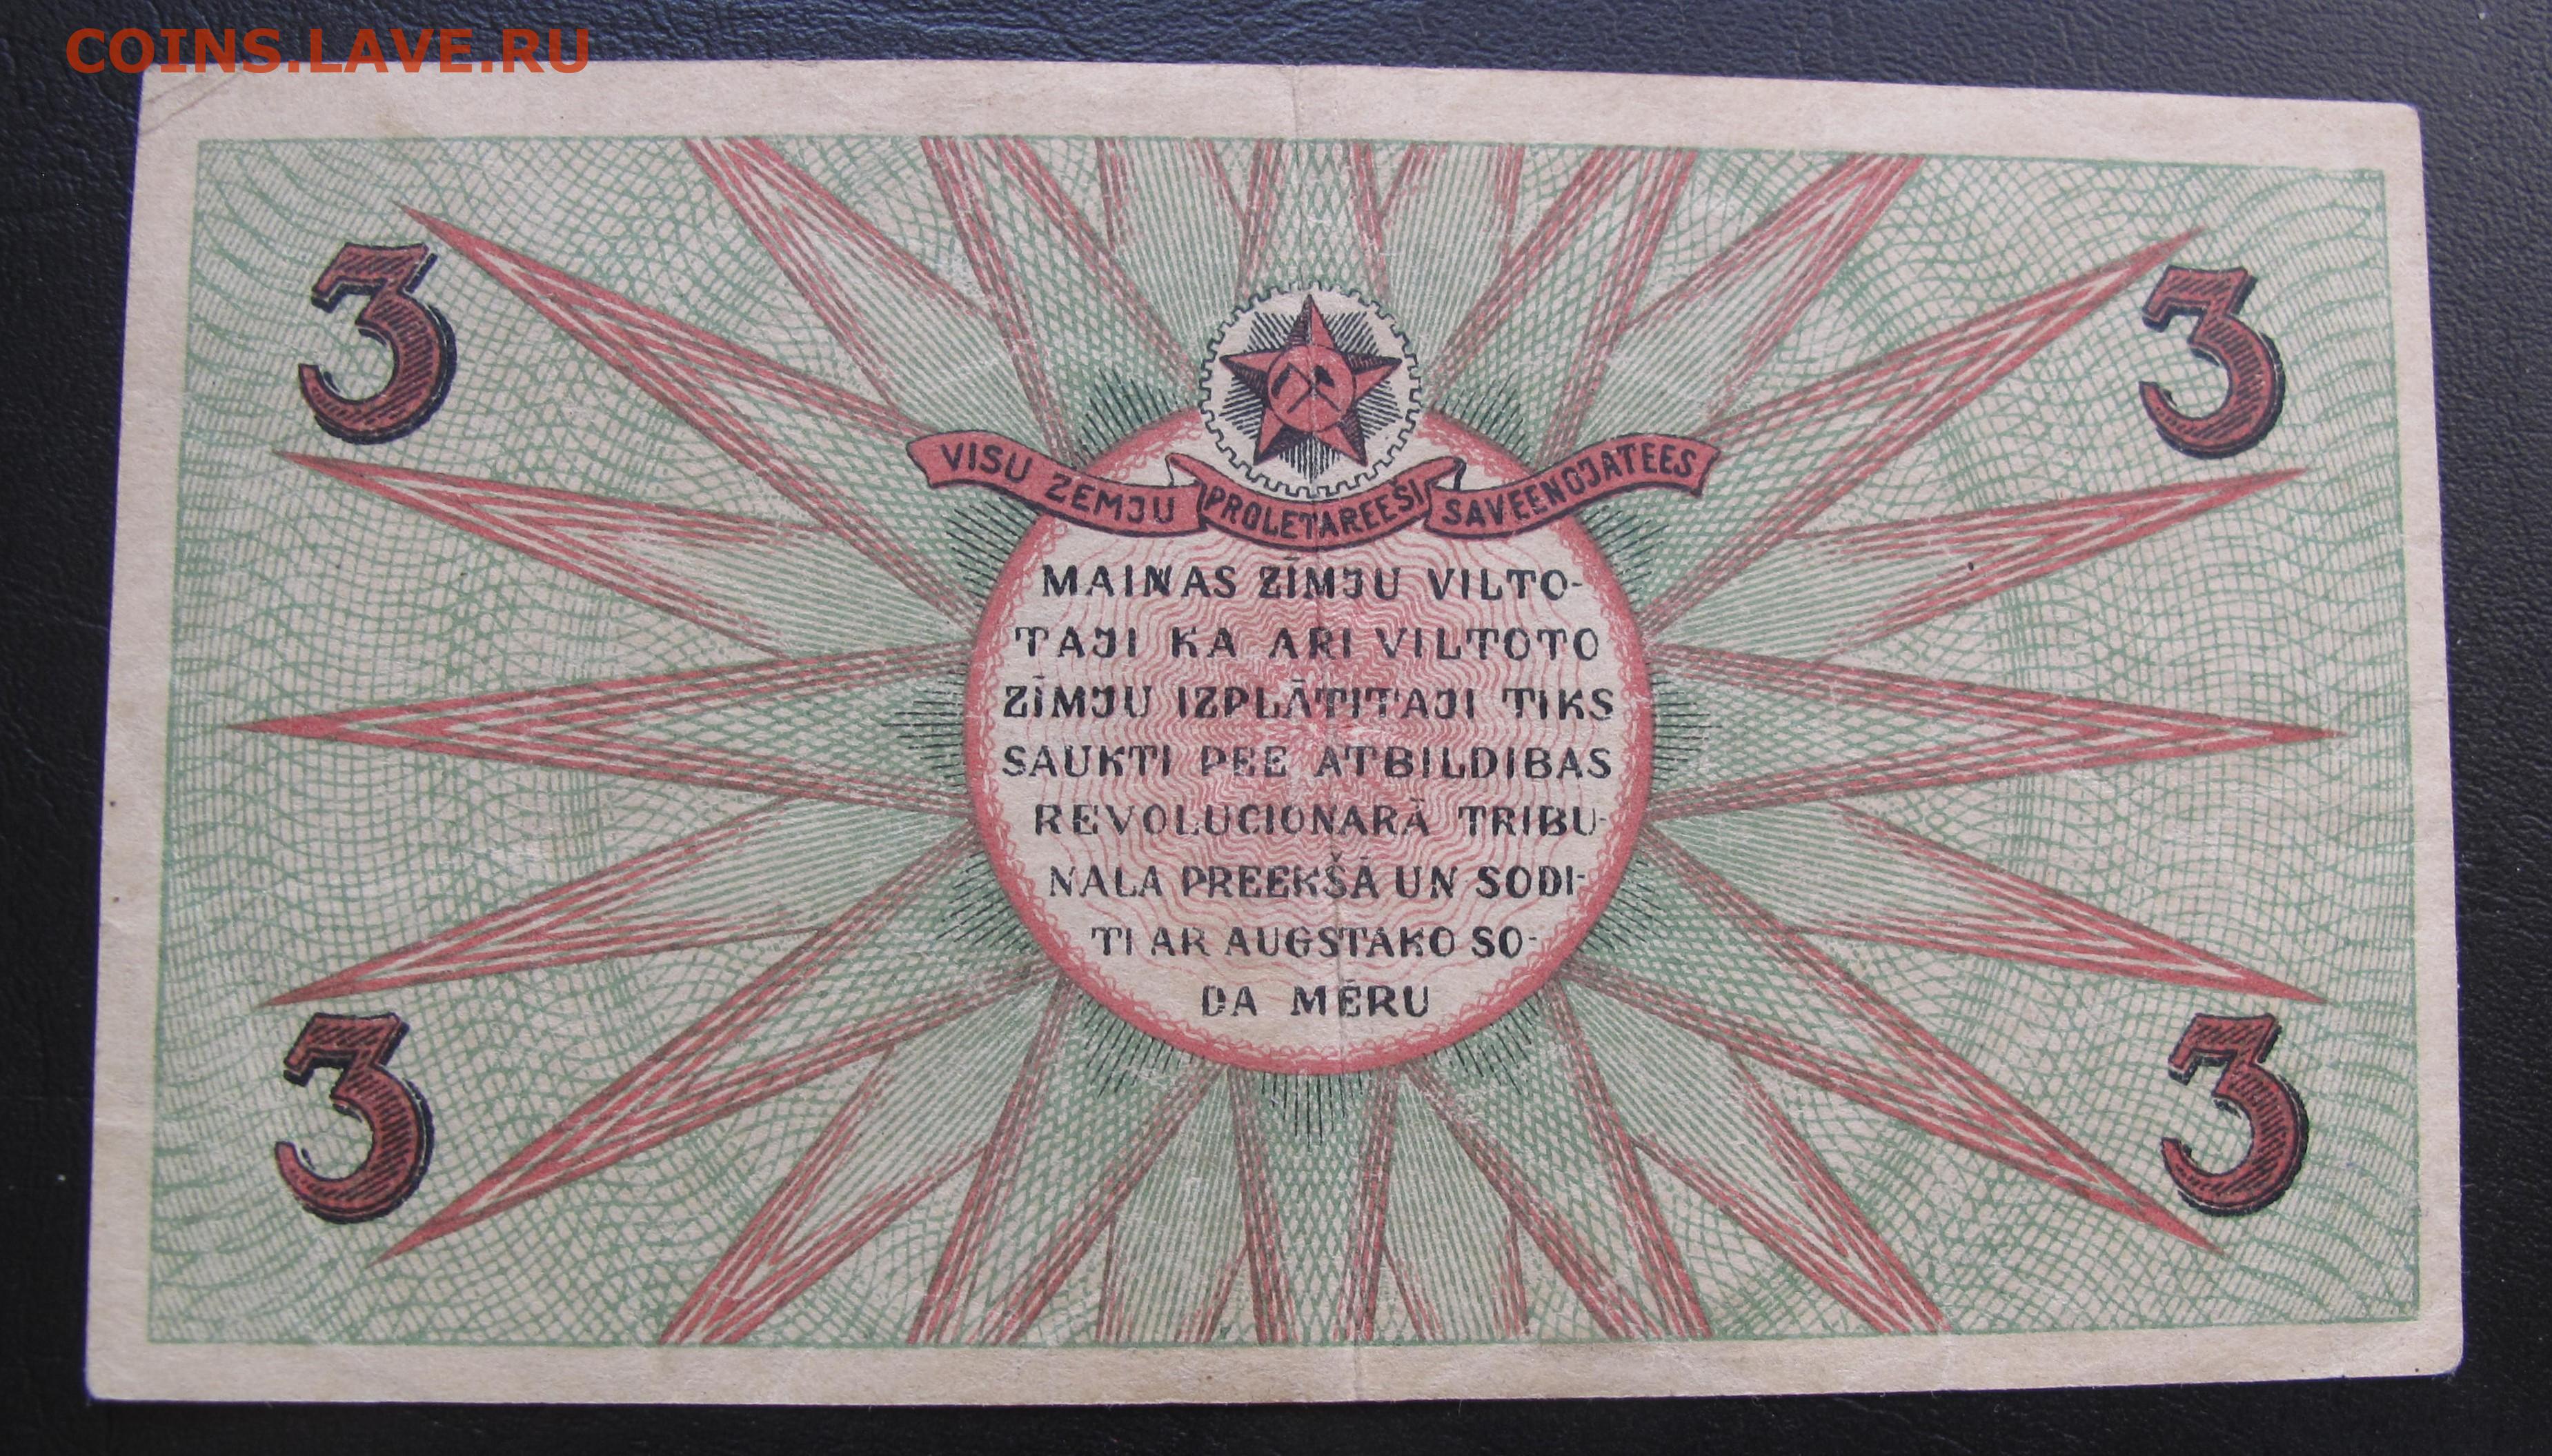 COINS.LAVE.RU
3 3
VISU ZEMJU PROLETAREEŠI SAVEENOJATEES
MAIŅAS ZĪMJU VILTO-
TAJI KA ARI VILTOTO
ZĪMJU IZPLĀTITAJI TIKS
SAUKTI PEE ATBILDIBAS
REVOLUCIONARĀ TRIBU-
NALA PREEKŠĀ UN SODI-
TI AR AUGSTAKO SO-
DA MĒRU
3 3